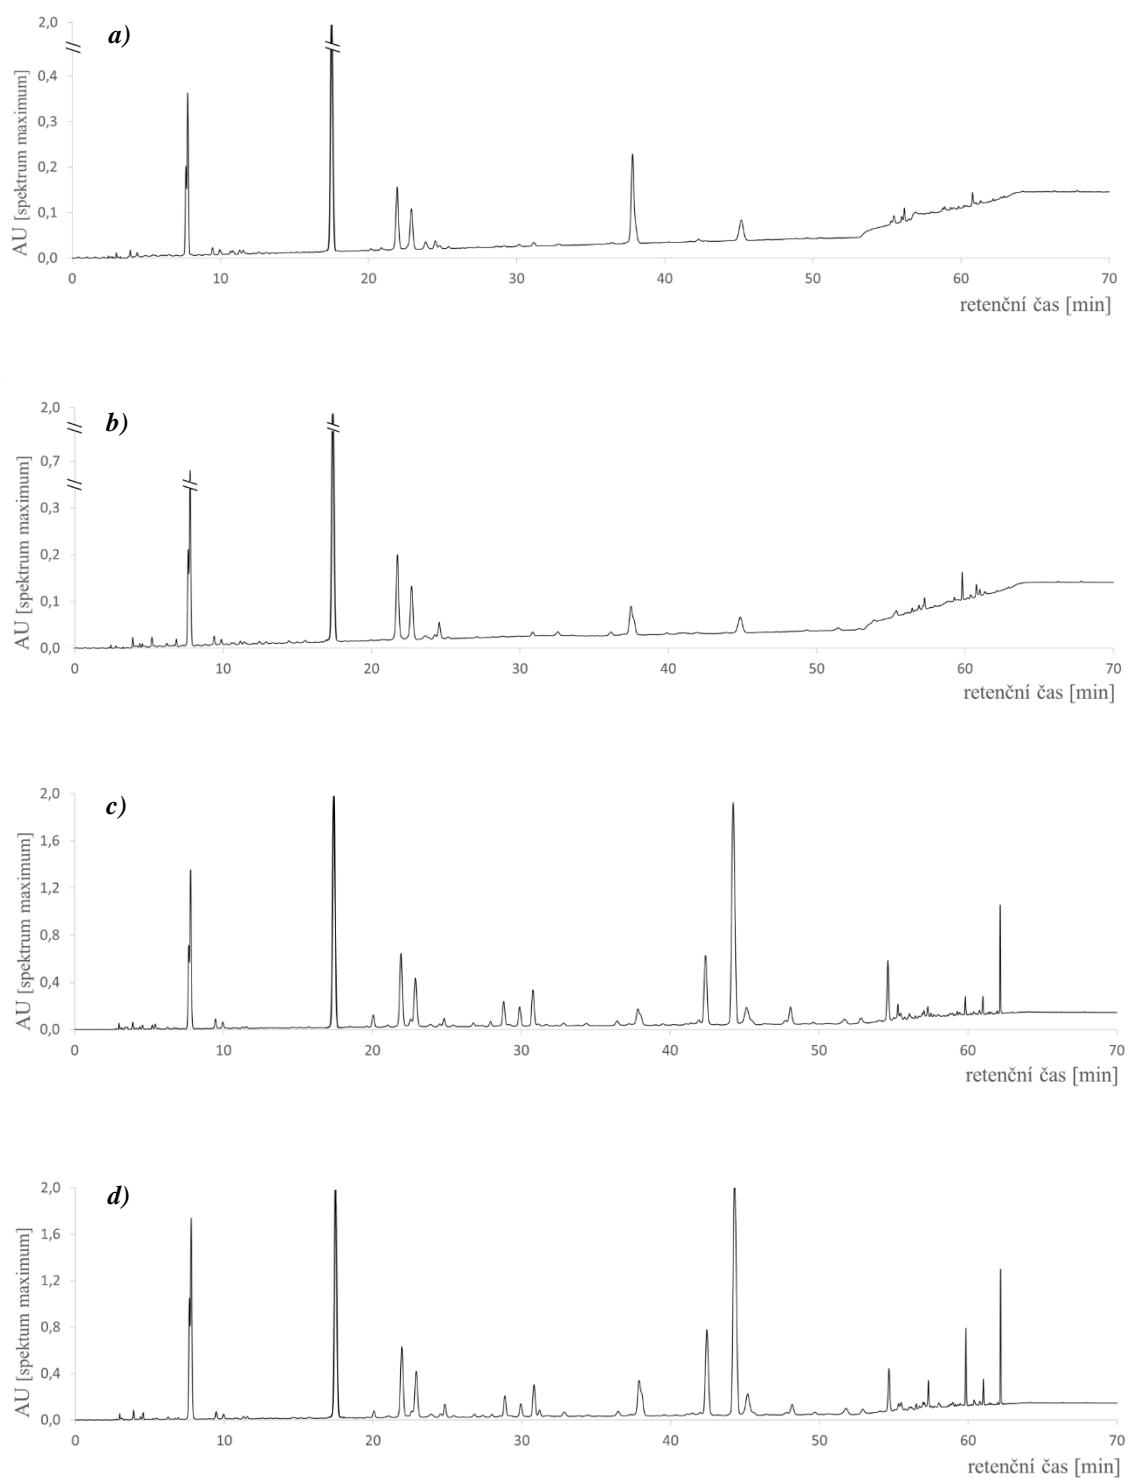 a)
AU [spektrum maximum]
2,0
0,4
0,3
0,2
0,1
0,0
0 10 20 30 40 50 60 70
retenční čas [min]
b)
AU [spektrum maximum]
2,0
0,7
0,3
0,2
0,1
0,0
0 10 20 30 40 50 60 70
retenční čas [min]
c)
AU [spektrum maximum]
2,0
1,6
1,2
0,8
0,4
0,0
0 10 20 30 40 50 60 70
retenční čas [min]
d)
AU [spektum maximum]
2,0
1,6
1,2
0,8
0,4
0,0
0 10 20 30 40 50 60 70
retenční čas [min]